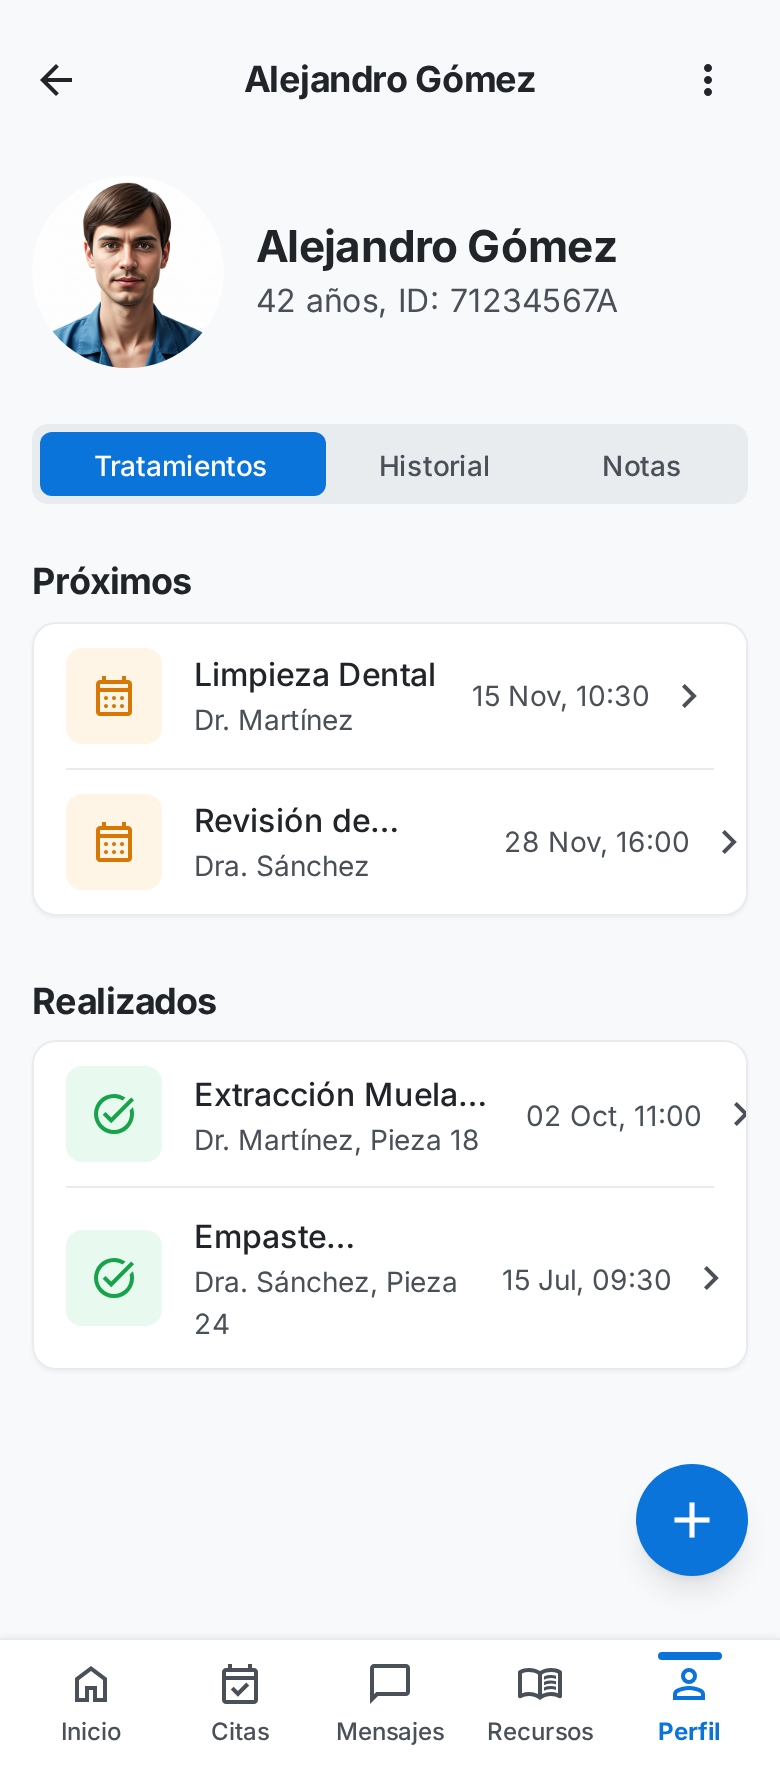 Alejandro Gómez
Alejandro Gómez
42 años, ID: 71234567A
Tratamientos
Historial
Notas
Próximos
Limpieza Dental
Dr. Martínez
15 Nov, 10:30
Revisión de...
Dra. Sánchez
28 Nov, 16:00
Realizados
Extracción Muela...
Dr. Martínez, Pieza 18
02 Oct, 11:00
Empaste...
Dra. Sánchez, Pieza
24
15 Jul, 09:30
Inicio
Citas
Mensajes
Recursos
Perfil